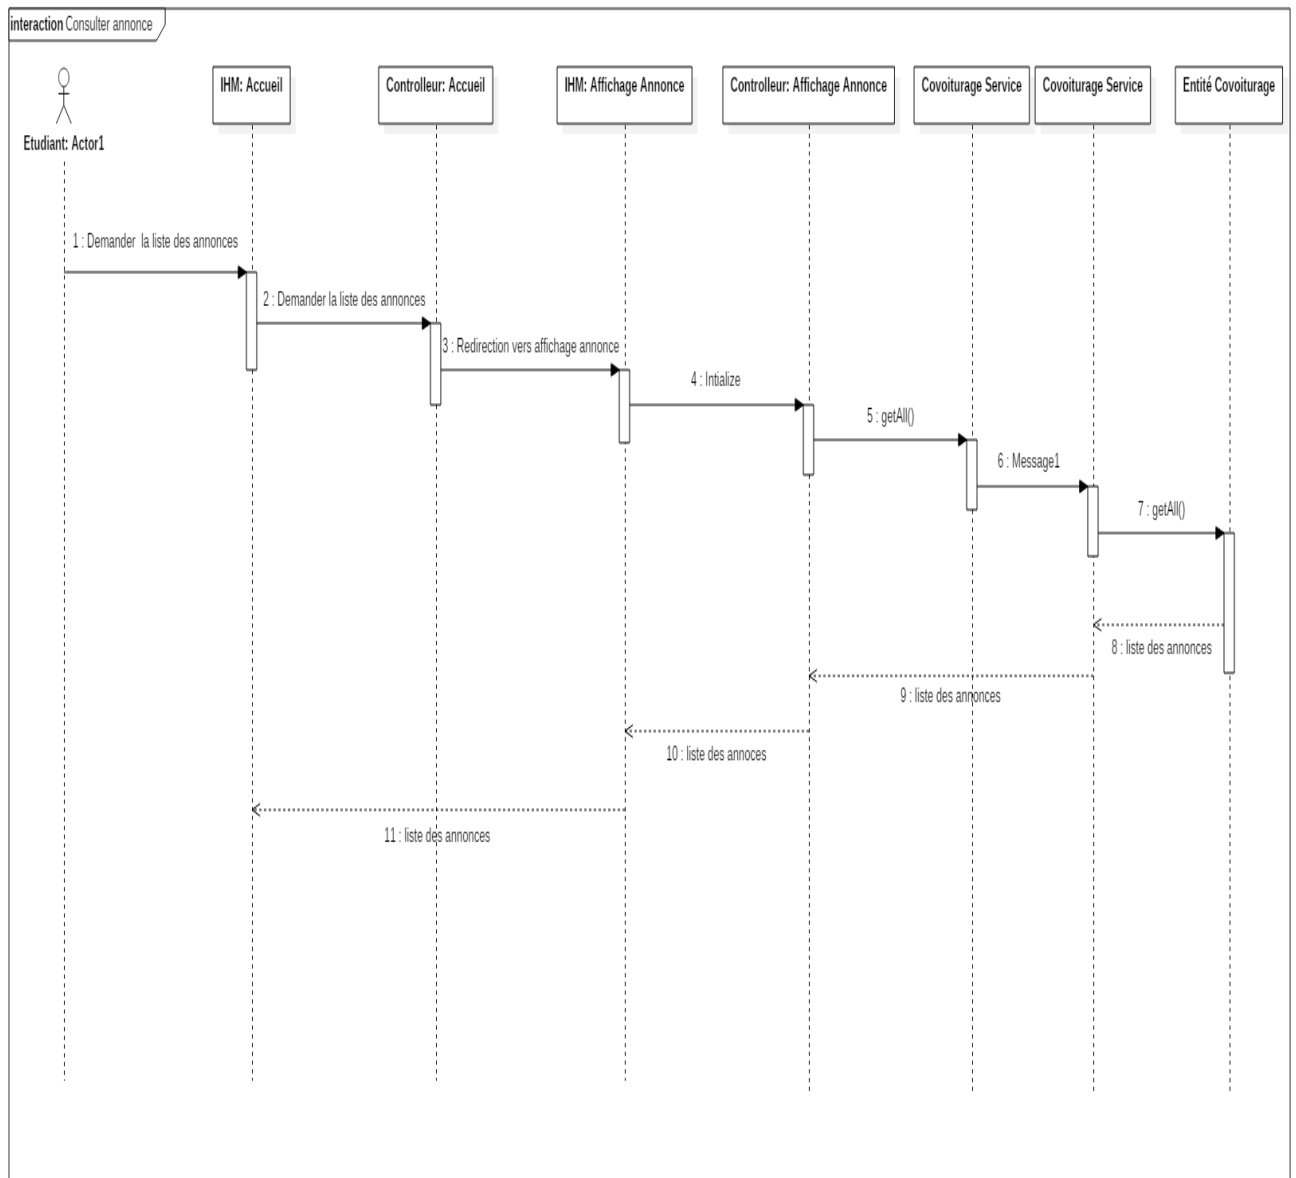 interaction Consulter annonce
IHM: Accueil
Controlleur: Accueil
IHM: Affichage Annonce
Controlleur: Affichage Annonce
Covoiturage Service
Covoiturage Service
Entité Covoiturage
Etudiant: Actor1
1 : Demander la liste des annonces
2 : Demander la liste des annonces
3 : Redirection vers affichage annonce
4 : Intialize
5 : getAll()
6 : Message1
7 : getAll()
8 : liste des annonces
9 : liste des annonces
10 : liste des annoces
11 : liste des annonces